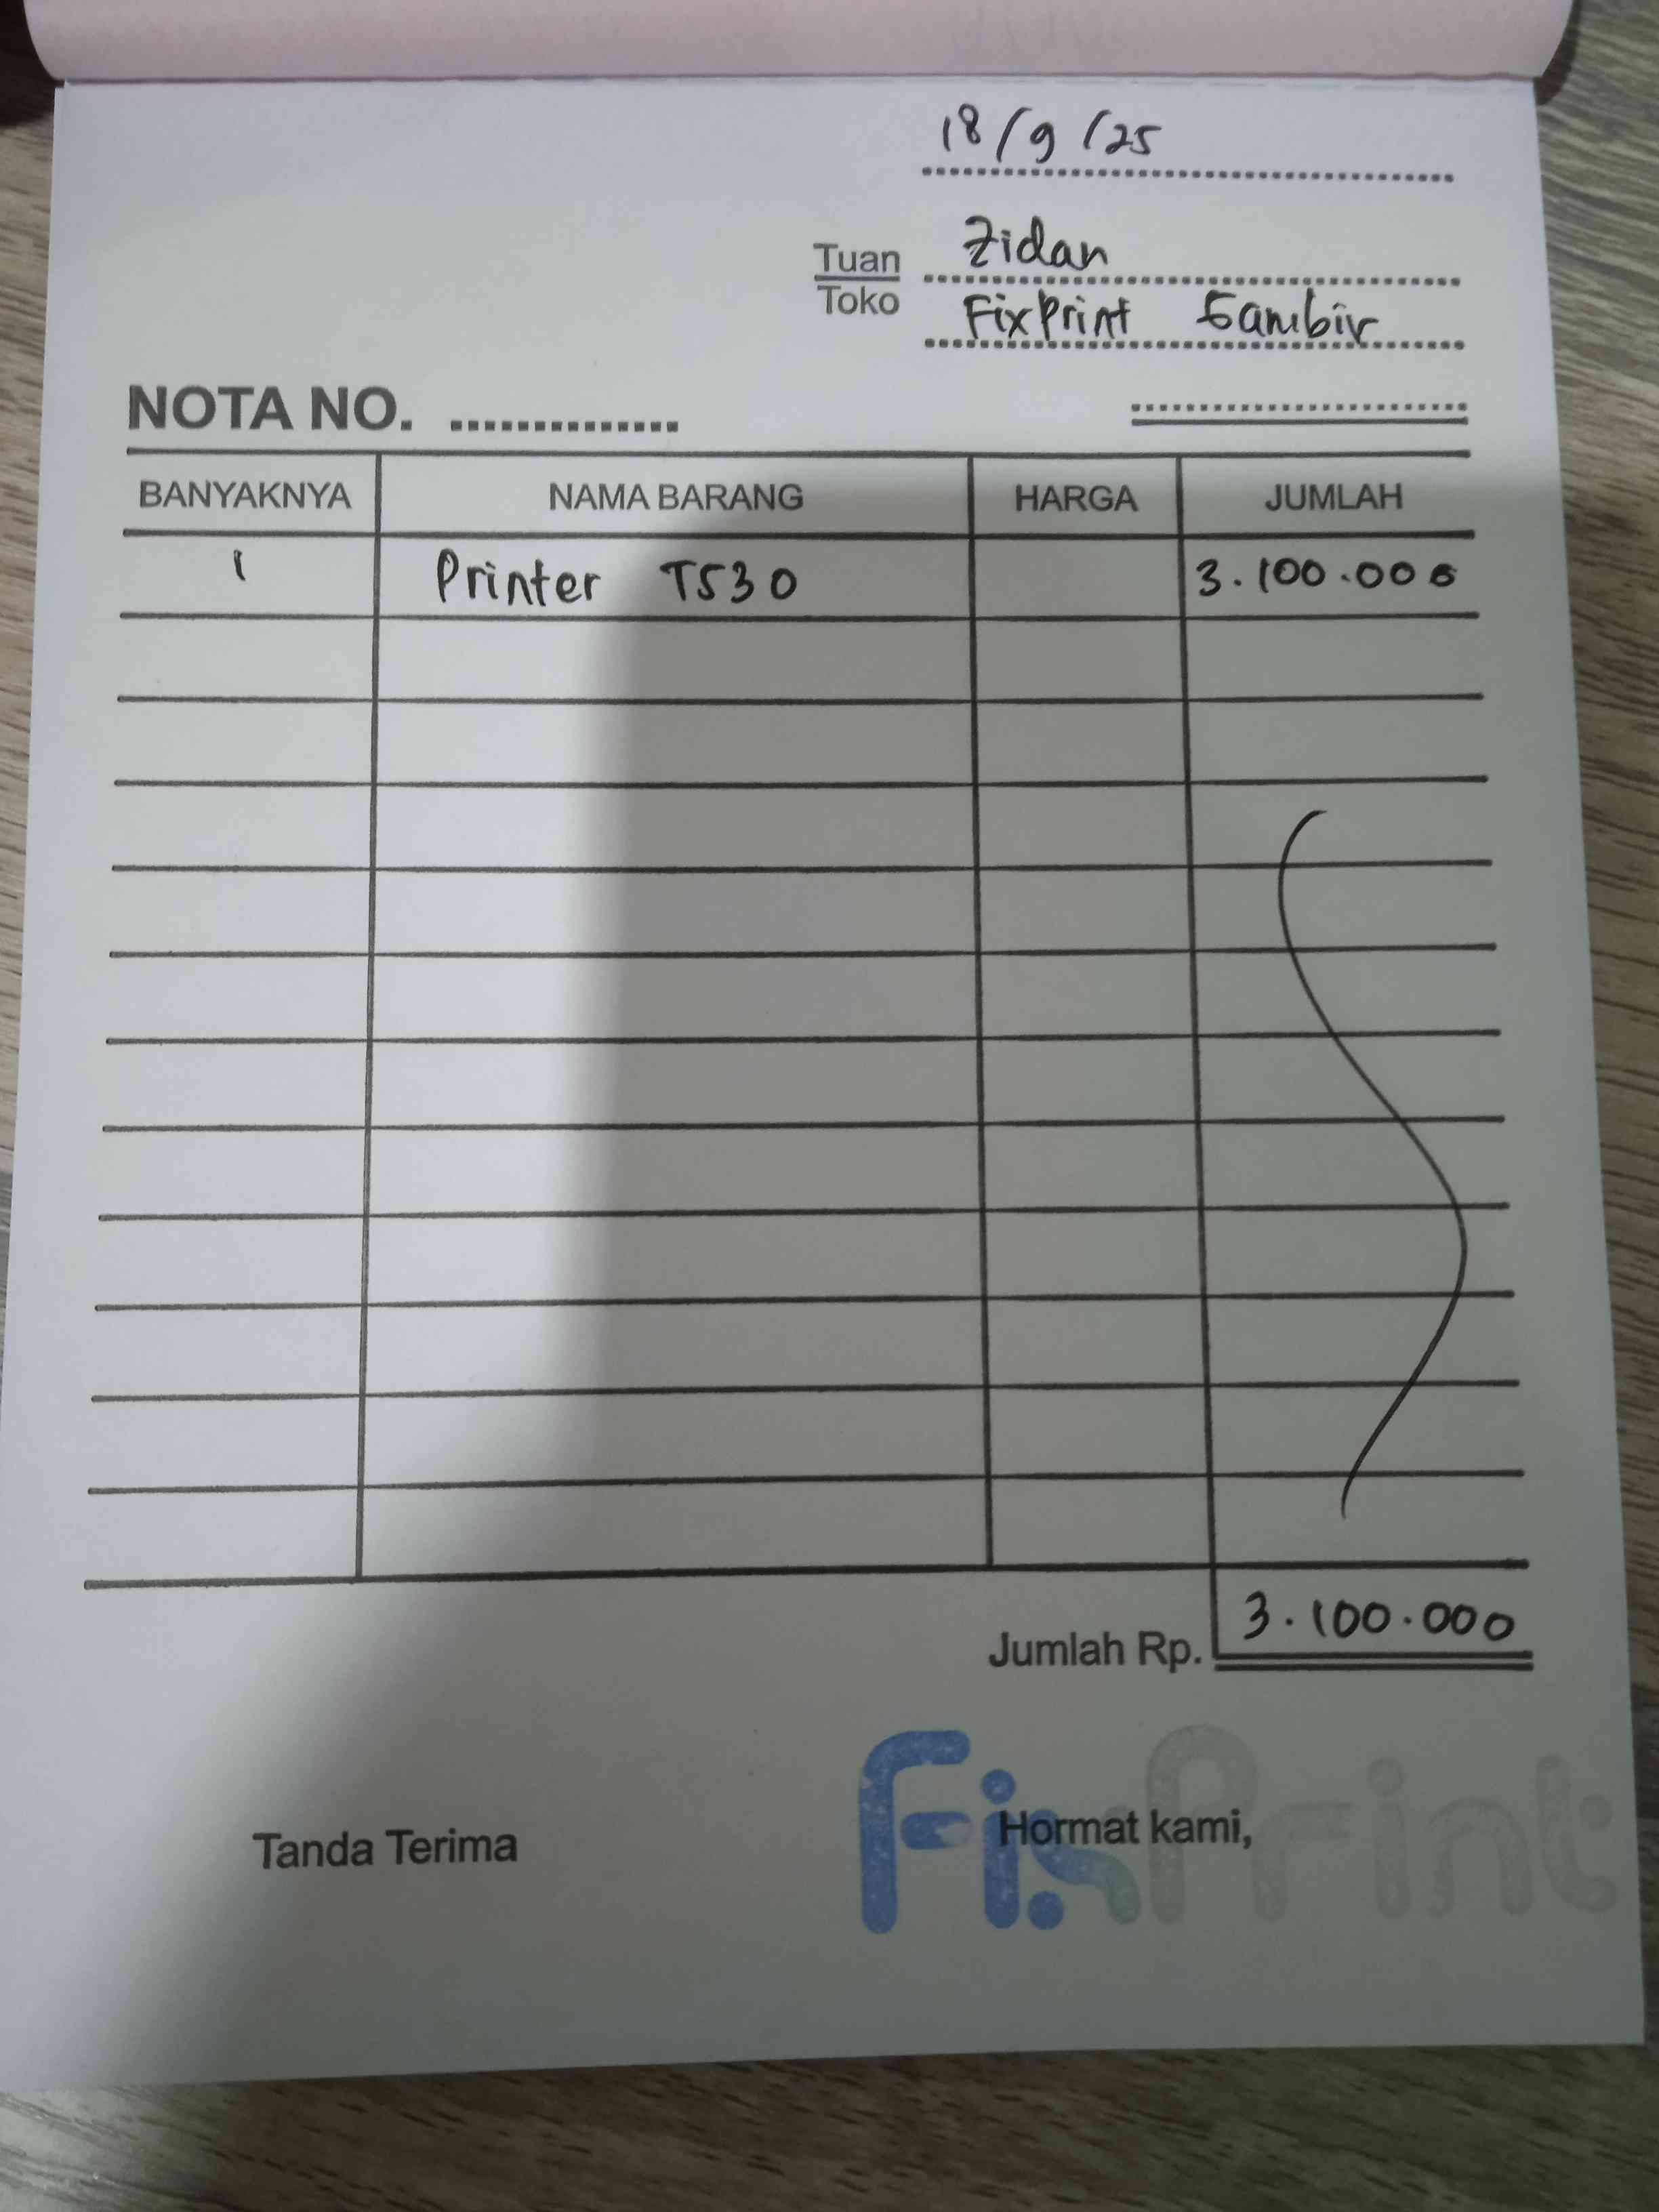 18/9/25
Tuan Zidan
Toko FixPrint Gambir
NOTA NO. ..............
BANYAKNYA NAMA BARANG HARGA JUMLAH
1 Printer T530 3.100.000
Jumlah Rp. 3.100.000
Tanda Terima Hormat kami,
FixPrint